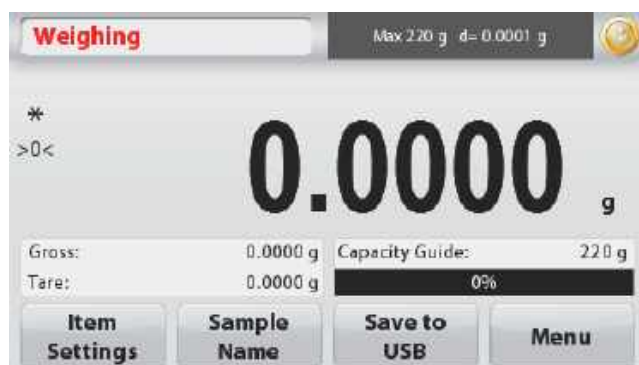 Weighing
Max 220 g d= 0.0001 g
*
>0<
0.0000 g
Gross: 0.0000 g
Tare: 0.0000 g
Capacity Guide: 220 g
0%
Item Settings
Sample Name
Save to USB
Menu